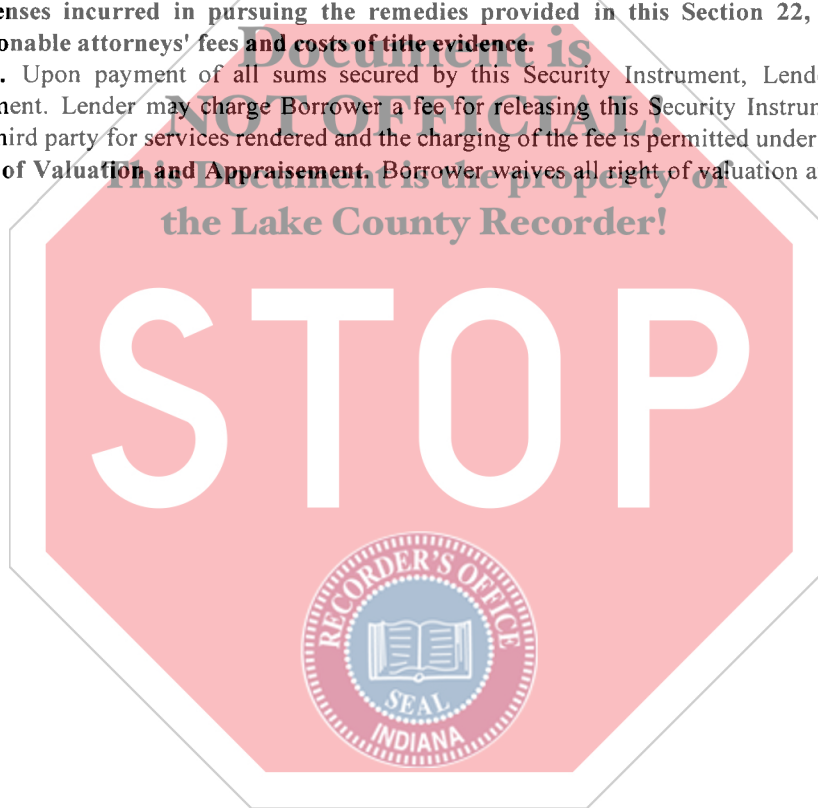 enses incurred in pursuing the remedies provided in this Section 22,
onable attorneys' fees and costs of title evidence.
. Upon payment of all sums secured by this Security Instrument, Lend
ment. Lender may charge Borrower a fee for releasing this Security Instrum
hird party for services rendered and the charging of the fee is permitted under
of Valuation and Appraisement. Borrower waives all right of valuation a
Document is
NOT OFFICIAL!
This Document is the property of
the Lake County Recorder!
STOP
RECORDER'S OFFICE
SEAL
INDIANA